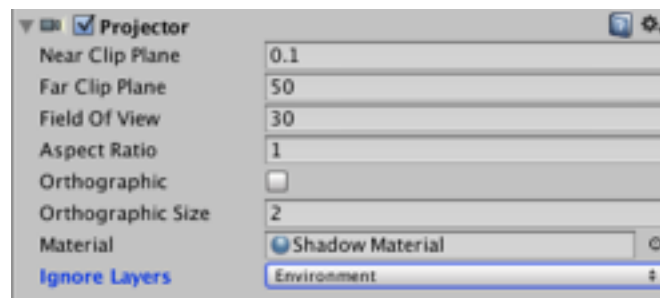 Projector
Near Clip Plane 0.1
Far Clip Plane 50
Field Of View 30
Aspect Ratio 1
Orthographic
Orthographic Size 2
Material Shadow Material
Ignore Layers Environment